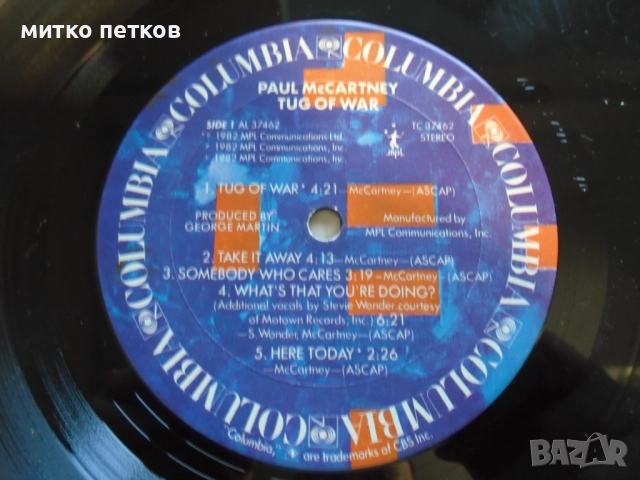 митко петков
COLUMBIA COLUMBIA COLUMBIA COLUMBIA COLUMBIA COLUMBIA COLUMBIA
PAUL McCARTNEY
TUG OF WAR
SIDE 1 AL 37462
TC 37462
STEREO
℗ 1982 MPL Communications Ltd.
℗ 1982 MPL Communications, Inc.
© 1982 MPL Communications, Inc.
MPL
1. TUG OF WAR * 4:21 —McCartney—(ASCAP)
PRODUCED BY
GEORGE MARTIN
Manufactured by
MPL Communications, Inc.
2. TAKE IT AWAY 4:13 —McCartney—(ASCAP)
3. SOMEBODY WHO CARES 3:19 —McCartney—(ASCAP)
4. WHAT'S THAT YOU'RE DOING?
(Additional vocals by Stevie Wonder courtesy
of Motown Records, Inc.) 6:21
—S. Wonder, McCartney—(ASCAP)
5. HERE TODAY * 2:26
—McCartney—(ASCAP)
"Columbia," are trademarks of CBS Inc.
BAZAR